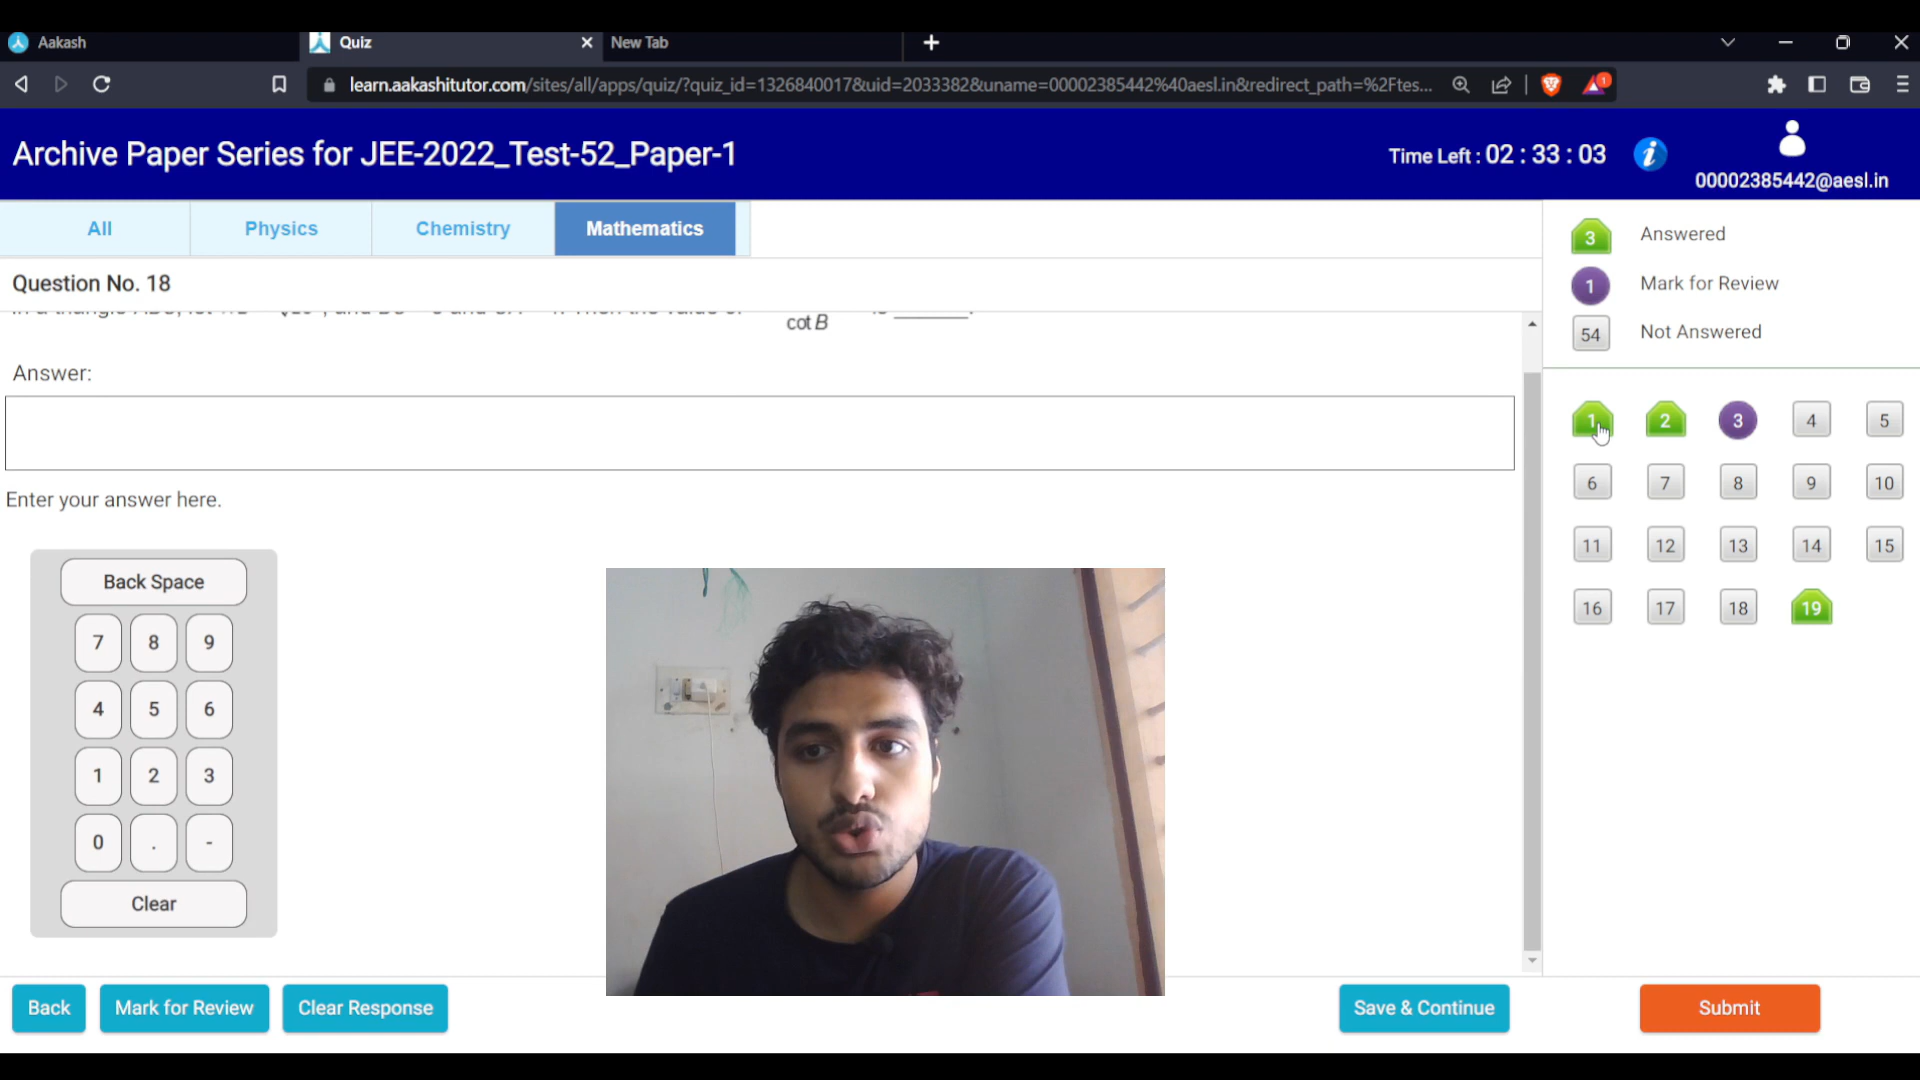 Aakash
Quiz
New Tab
learn.aakashitutor.com/sites/all/apps/quiz/?quiz_id=1326840017&uid=2033382&uname=00002385442%40aesl.in&redirect_path=%2Ftes...
1
Archive Paper Series for JEE-2022_Test-52_Paper-1
Time Left : 02 : 33 : 03
i
00002385442@aesl.in
All
Physics
Chemistry
Mathematics
Question No. 18
cot B
Answer:
Enter your answer here.
Back Space
7 8 9
4 5 6
1 2 3
0 . -
Clear
Back
Mark for Review
Clear Response
Save & Continue
3 Answered
1 Mark for Review
54 Not Answered
1 2 3 4 5
6 7 8 9 10
11 12 13 14 15
16 17 18 19
Submit